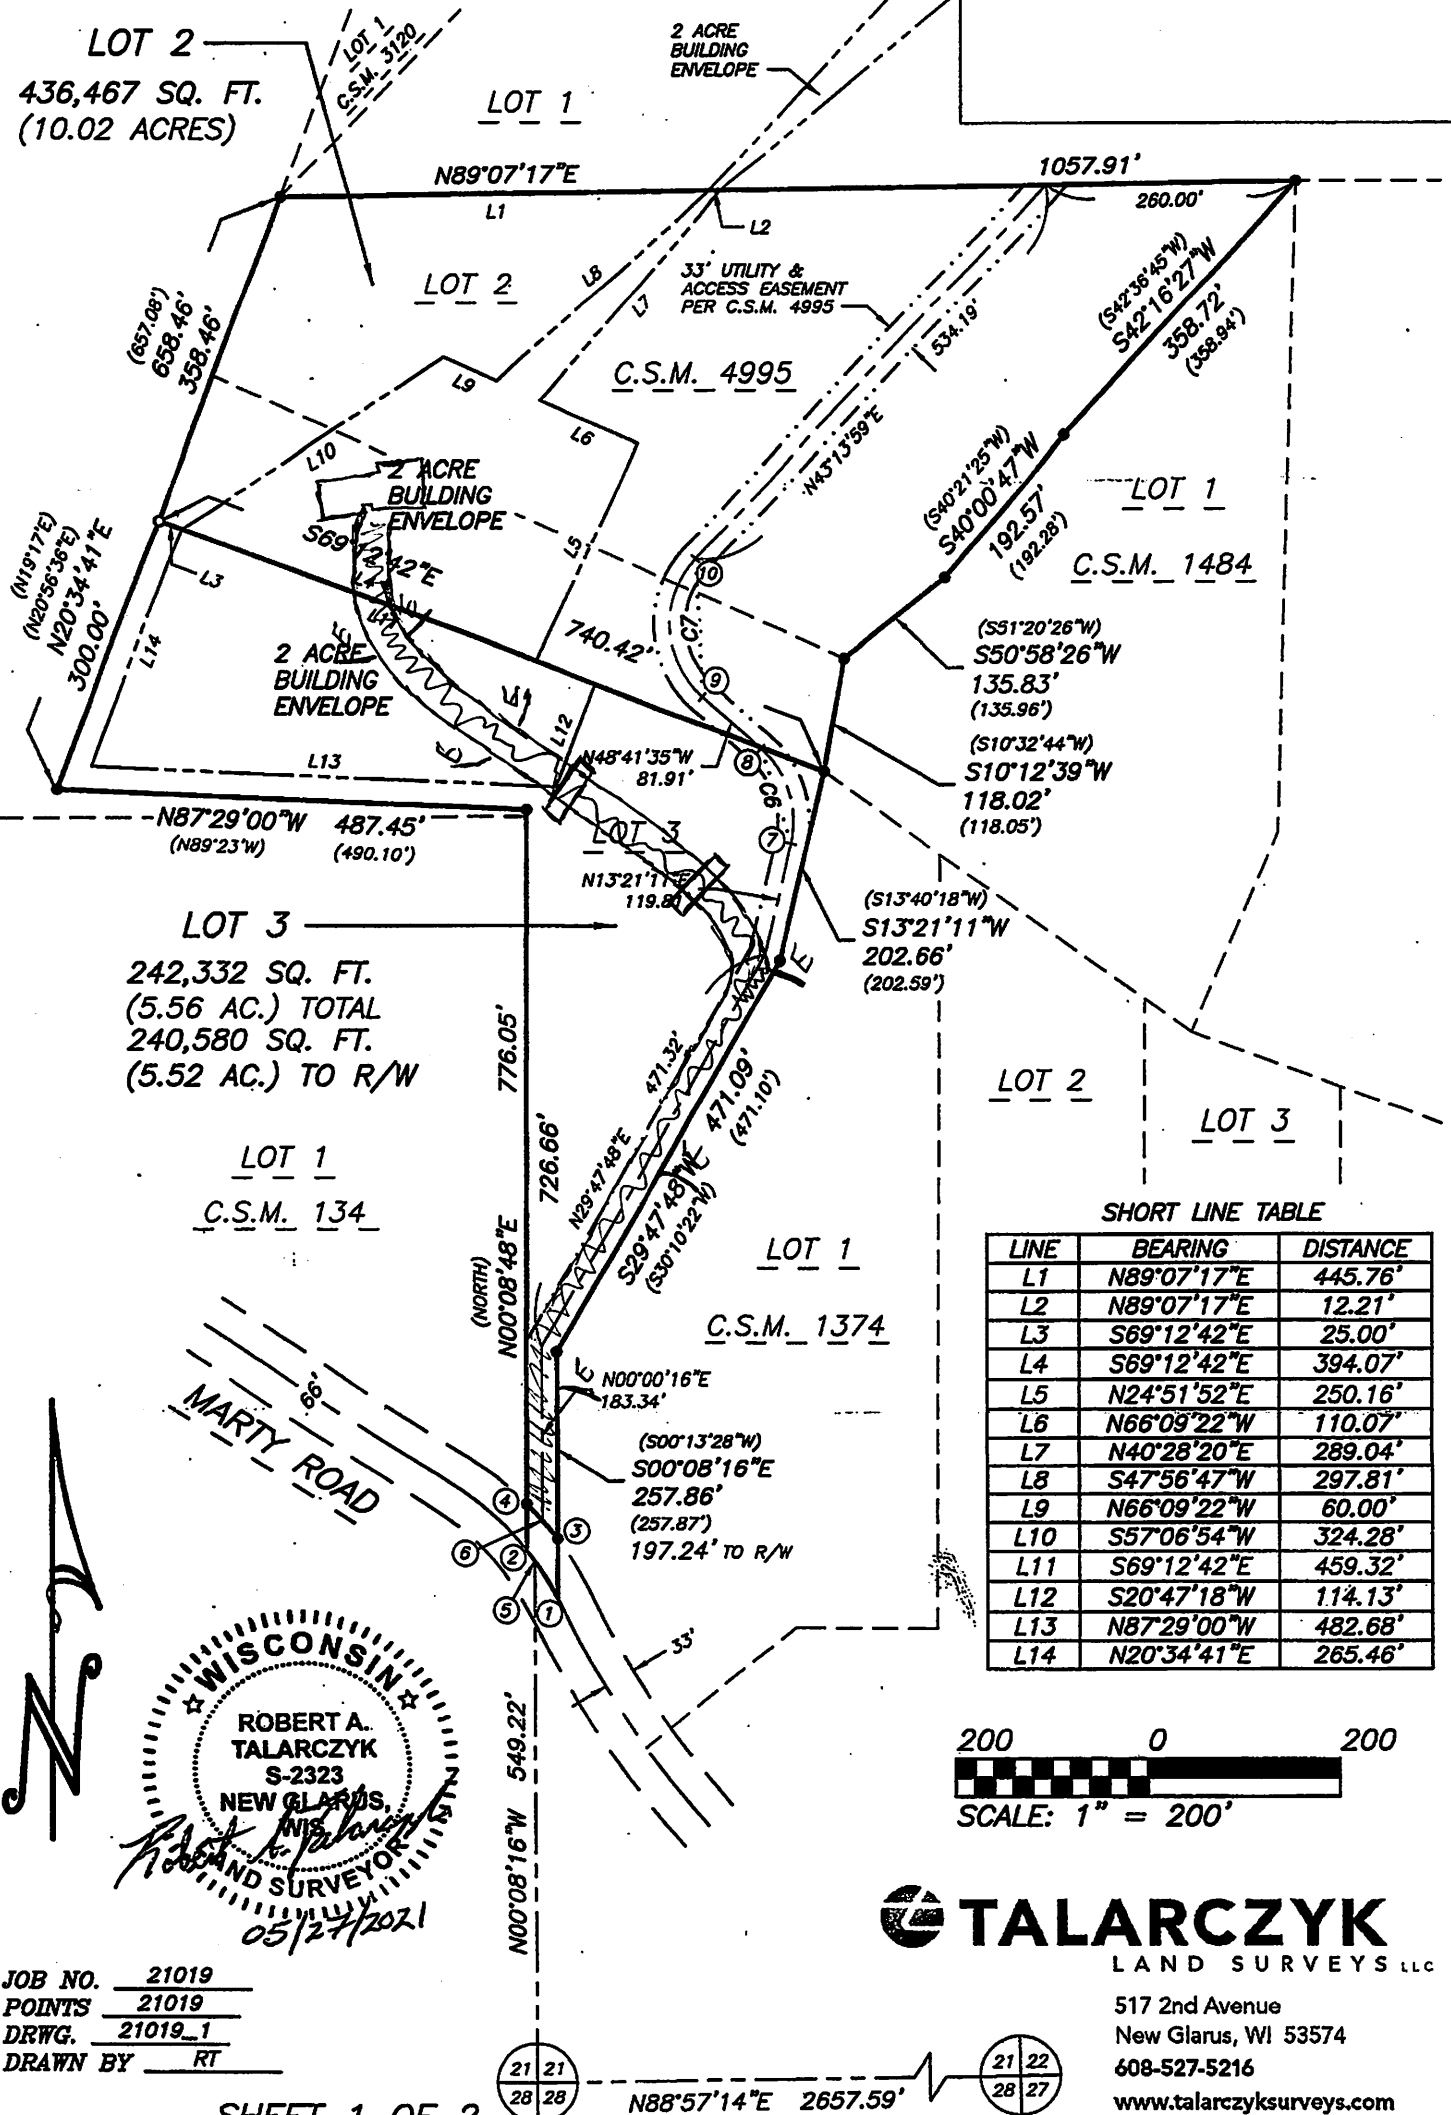 LOT 2
436,467 SQ. FT.
(10.02 ACRES)
LOT 1
C.S.M. 3120
LOT 1
2 ACRE
BUILDING
ENVELOPE
N89°07'17"E
1057.91'
L1
L2
260.00'
LOT 2
L8
L7
33' UTILITY &
ACCESS EASEMENT
PER C.S.M. 4995
534.19'
(S42°36'45"W)
S42°16'27"W
358.72'
(358.94')
(657.08')
658.46'
358.46'
C.S.M. 4995
L9
L6
L10
N43°13'59"E
2 ACRE
BUILDING
ENVELOPE
(S40°21'25"W)
S40°00'47"W
192.57'
(192.28')
LOT 1
C.S.M. 1484
(N19°17'E)
(N20°56'36"E)
N20°34'41"E
300.00'
L3
L5
10
C7
9
740.42'
L14
2 ACRE
BUILDING
ENVELOPE
(S51°20'26"W)
S50°58'26"W
135.83'
(135.96')
L12
N48°41'35"W
81.91'
8
C6
7
(S10°32'44"W)
S10°12'39"W
118.02'
(118.05')
L13
N87°29'00"W 487.45'
(N89°23'W) (490.10')
LOT 3
N13°21'11"E
119.81'
(S13°40'18"W)
S13°21'11"W
202.66'
(202.59')
E
LOT 3
242,332 SQ. FT.
(5.56 AC.) TOTAL
240,580 SQ. FT.
(5.52 AC.) TO R/W
776.05'
726.66'
(NORTH)
N00°08'48"E
471.32'
N29°47'48"E
471.09'
(471.10')
S29°47'48"W
(S30°10'22"W)
LOT 2
LOT 3
LOT 1
C.S.M. 134
LOT 1
C.S.M. 1374
SHORT LINE TABLE
LINE BEARING DISTANCE
L1 N89°07'17"E 445.76'
L2 N89°07'17"E 12.21'
L3 S69°12'42"E 25.00'
L4 S69°12'42"E 394.07'
L5 N24°51'52"E 250.16'
L6 N66°09'22"W 110.07'
L7 N40°28'20"E 289.04'
L8 S47°56'47"W 297.81'
L9 N66°09'22"W 60.00'
L10 S57°06'54"W 324.28'
L11 S69°12'42"E 459.32'
L12 S20°47'18"W 114.13'
L13 N87°29'00"W 482.68'
L14 N20°34'41"E 265.46'
66'
MARTY ROAD
N00°00'16"E
183.34'
(S00°13'28"W)
S00°08'16"E
257.86'
(257.87')
197.24' TO R/W
4
3
6
2
5
1
33'
N
WISCONSIN
ROBERT A.
TALARCZYK
S-2323
NEW GLARUS,
WIS.
LAND SURVEYOR
05/27/2021
N00°08'16"W 549.22'
200 0 200
SCALE: 1" = 200'
TALARCZYK
LAND SURVEYS LLC
517 2nd Avenue
New Glarus, WI 53574
608-527-5216
www.talarczyksurveys.com
JOB NO. 21019
POINTS 21019
DRWG. 21019_1
DRAWN BY RT
21 21
28 28
N88°57'14"E 2657.59'
21 22
28 27
SHEET 1 OF 2